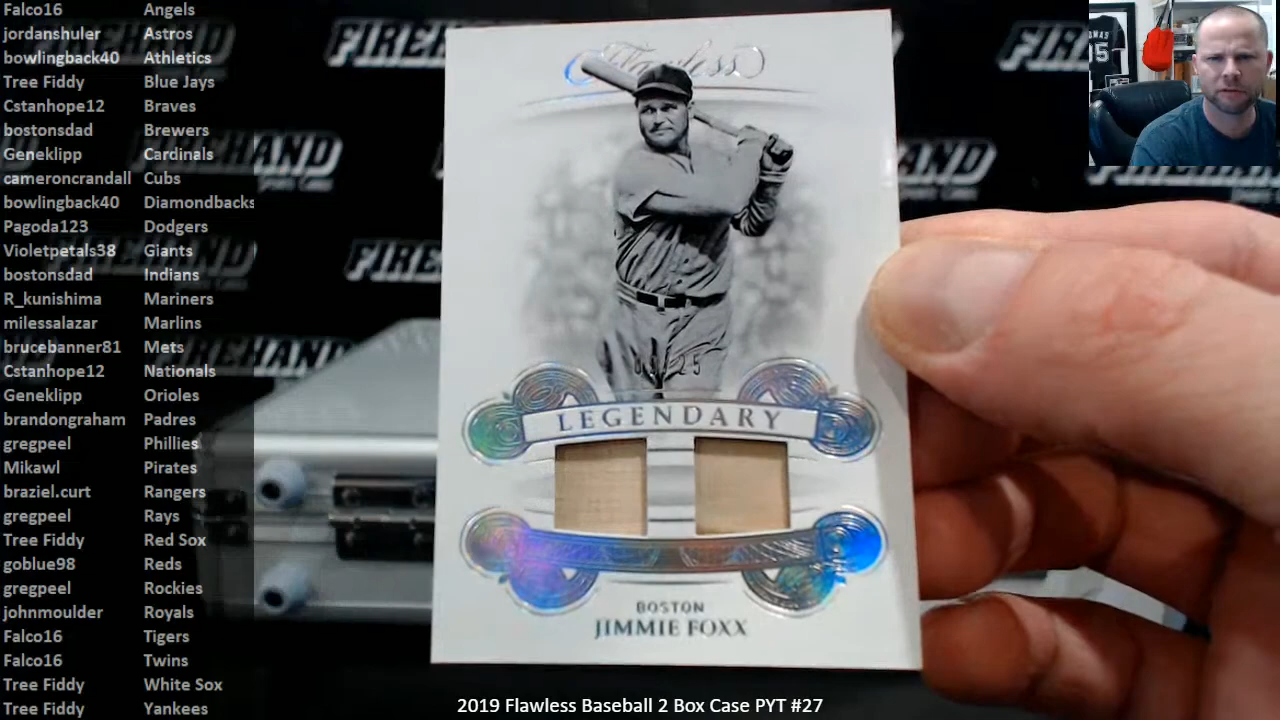 Falco16 Angels
jordanshuler Astros
bowlingback40 Athletics
Tree Fiddy Blue Jays
Cstanhope12 Braves
bostonsdad Brewers
Geneklipp Cardinals
cameroncrandall Cubs
bowlingback40 Diamondbacks
Pagoda123 Dodgers
Violetpetals38 Giants
bostonsdad Indians
R_kunishima Mariners
milessalazar Marlins
brucebanner81 Mets
Cstanhope12 Nationals
Geneklipp Orioles
brandongraham Padres
gregpeel Phillies
Mikawl Pirates
braziel.curt Rangers
gregpeel Rays
Tree Fiddy Red Sox
goblue98 Reds
gregpeel Rockies
johnmoulder Royals
Falco16 Tigers
Falco16 Twins
Tree Fiddy White Sox
Tree Fiddy Yankees
Flawless
LEGENDARY
BOSTON
JIMMIE FOXX
FIREHAND
2019 Flawless Baseball 2 Box Case PYT #27